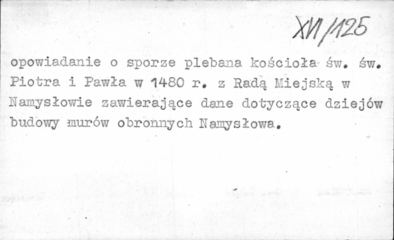 XVI/125
opowiadanie o sporze plebana kościoła św. św.
Piotra i Pawła w 1480 r. z Radą Miejską w
Namysłowie zawierające dane dotyczące dziejów
budowy murów obronnych Namysłowa.